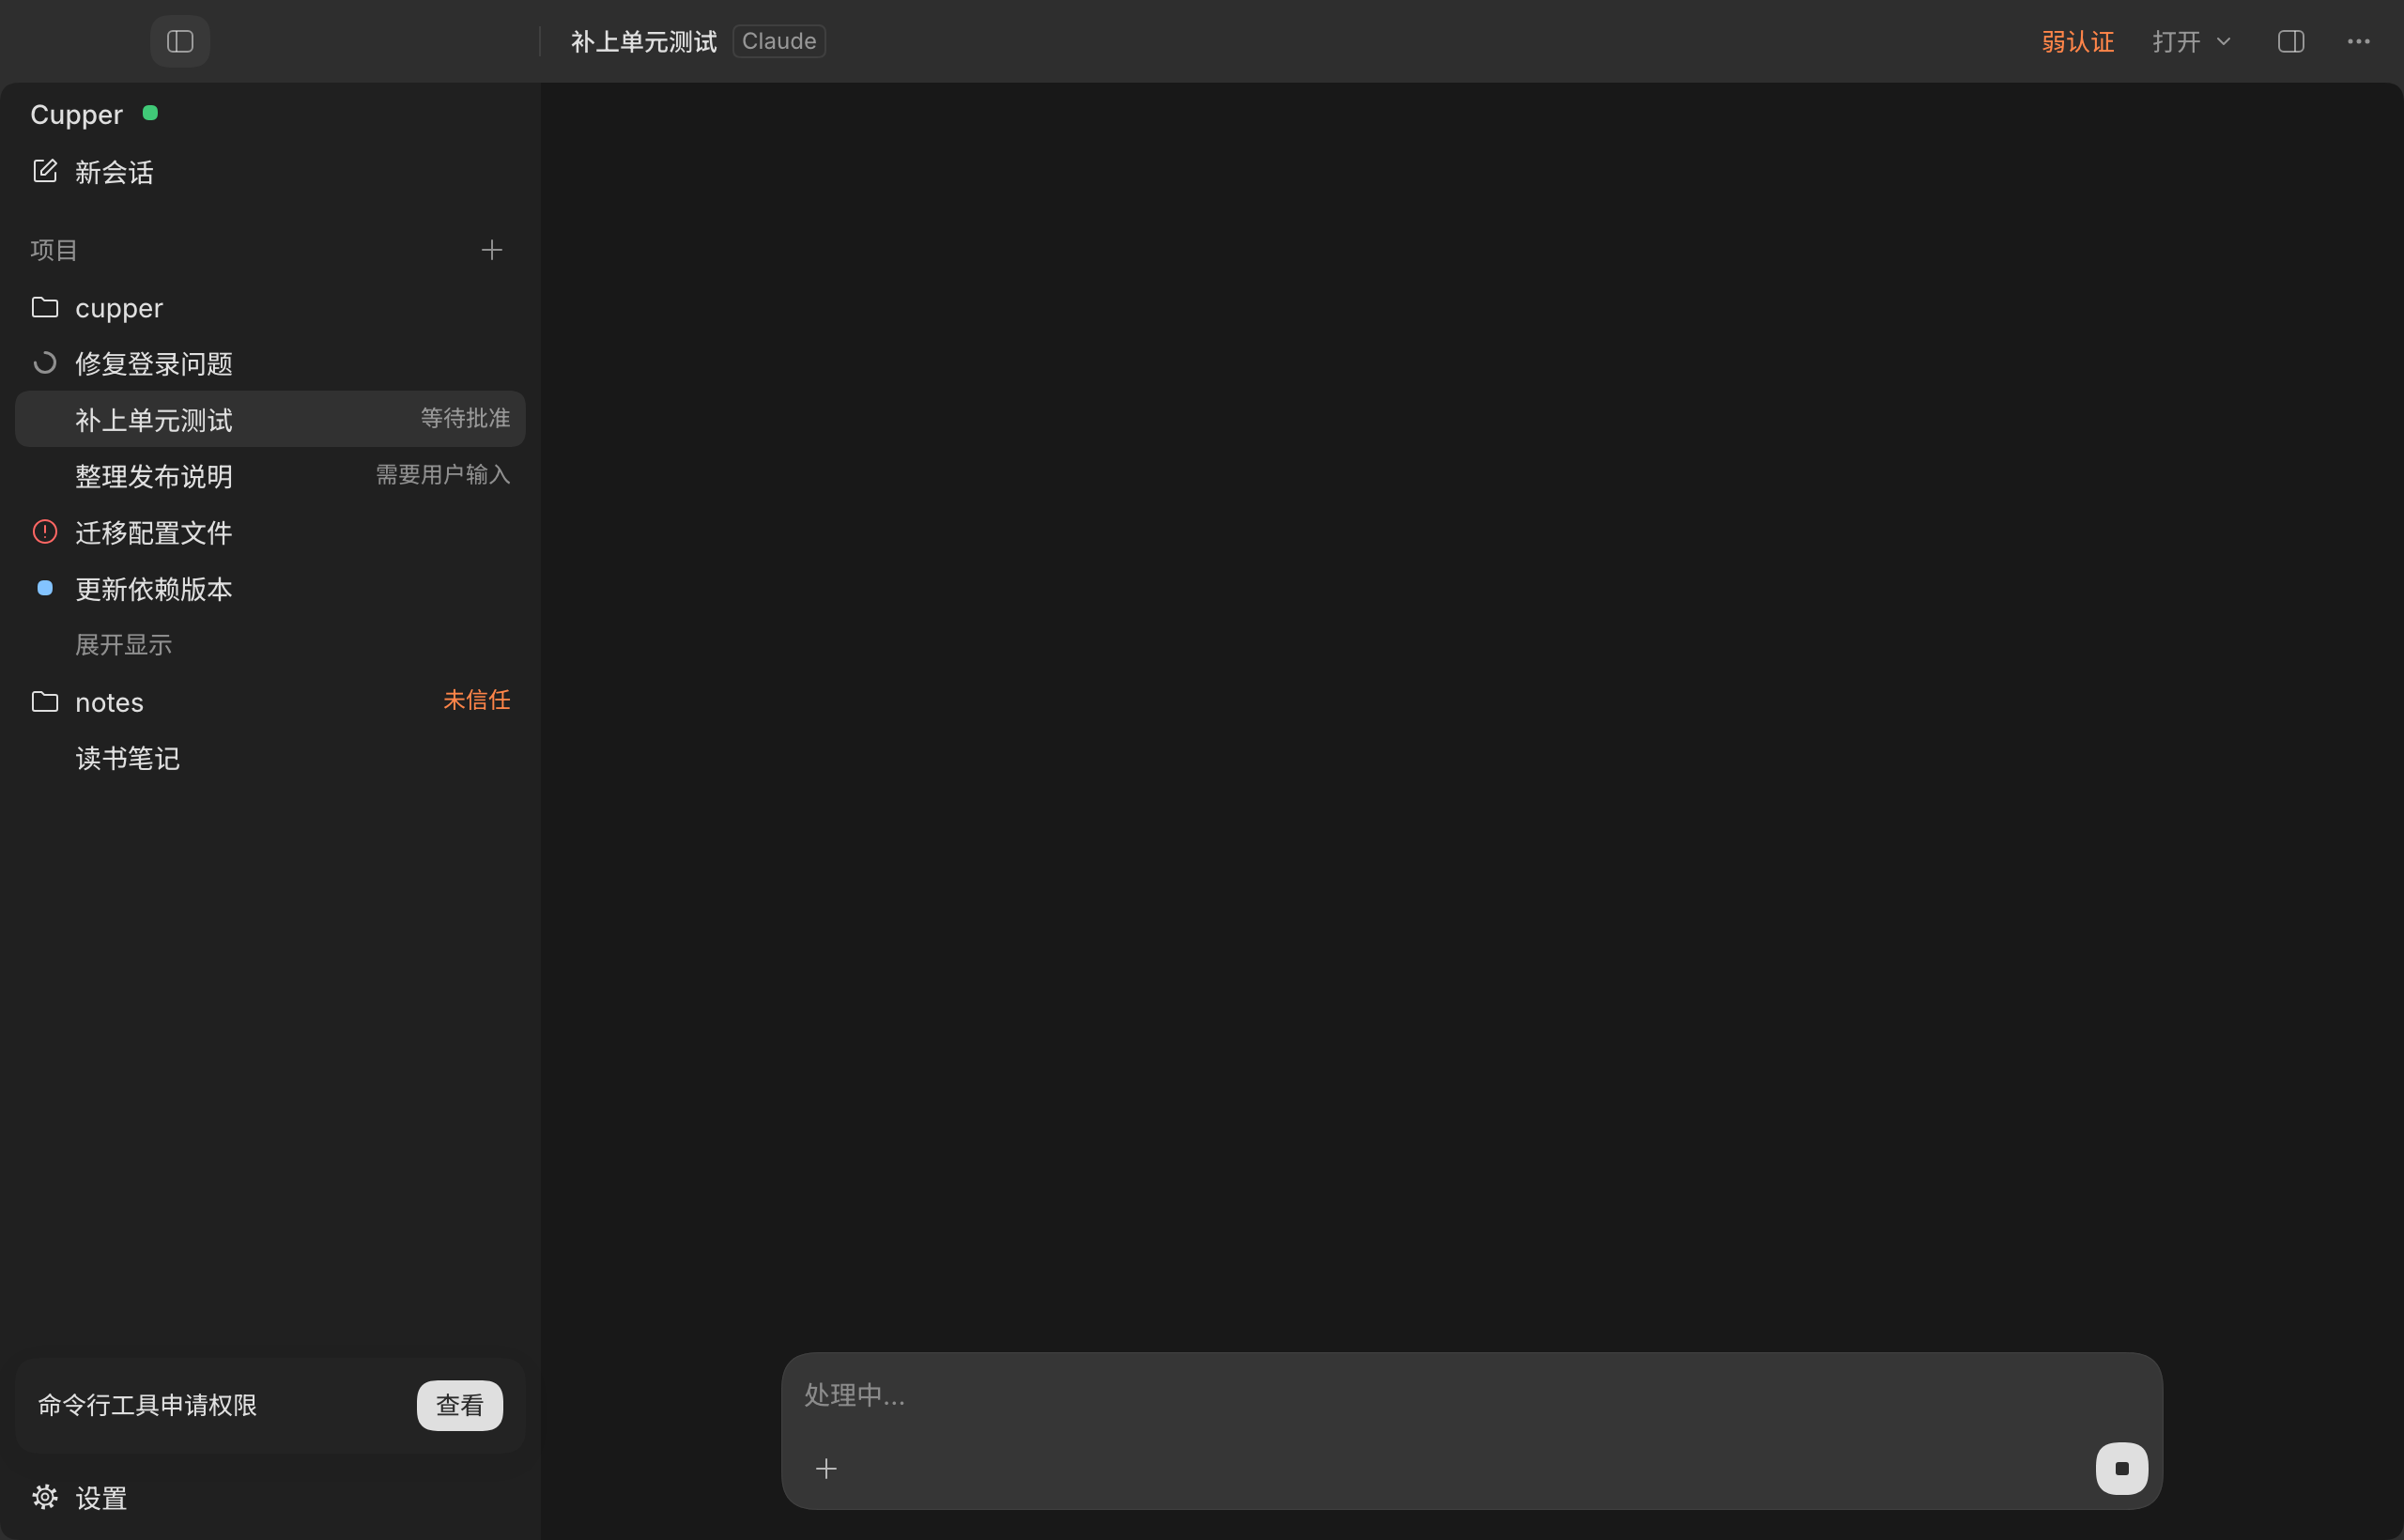 补上单元测试 Claude 弱认证 打开
Cupper
新会话
项目
cupper
修复登录问题
补上单元测试 等待批准
整理发布说明 需要用户输入
迁移配置文件
更新依赖版本
展开显示
notes 未信任
读书笔记
命令行工具申请权限 查看
设置
处理中...